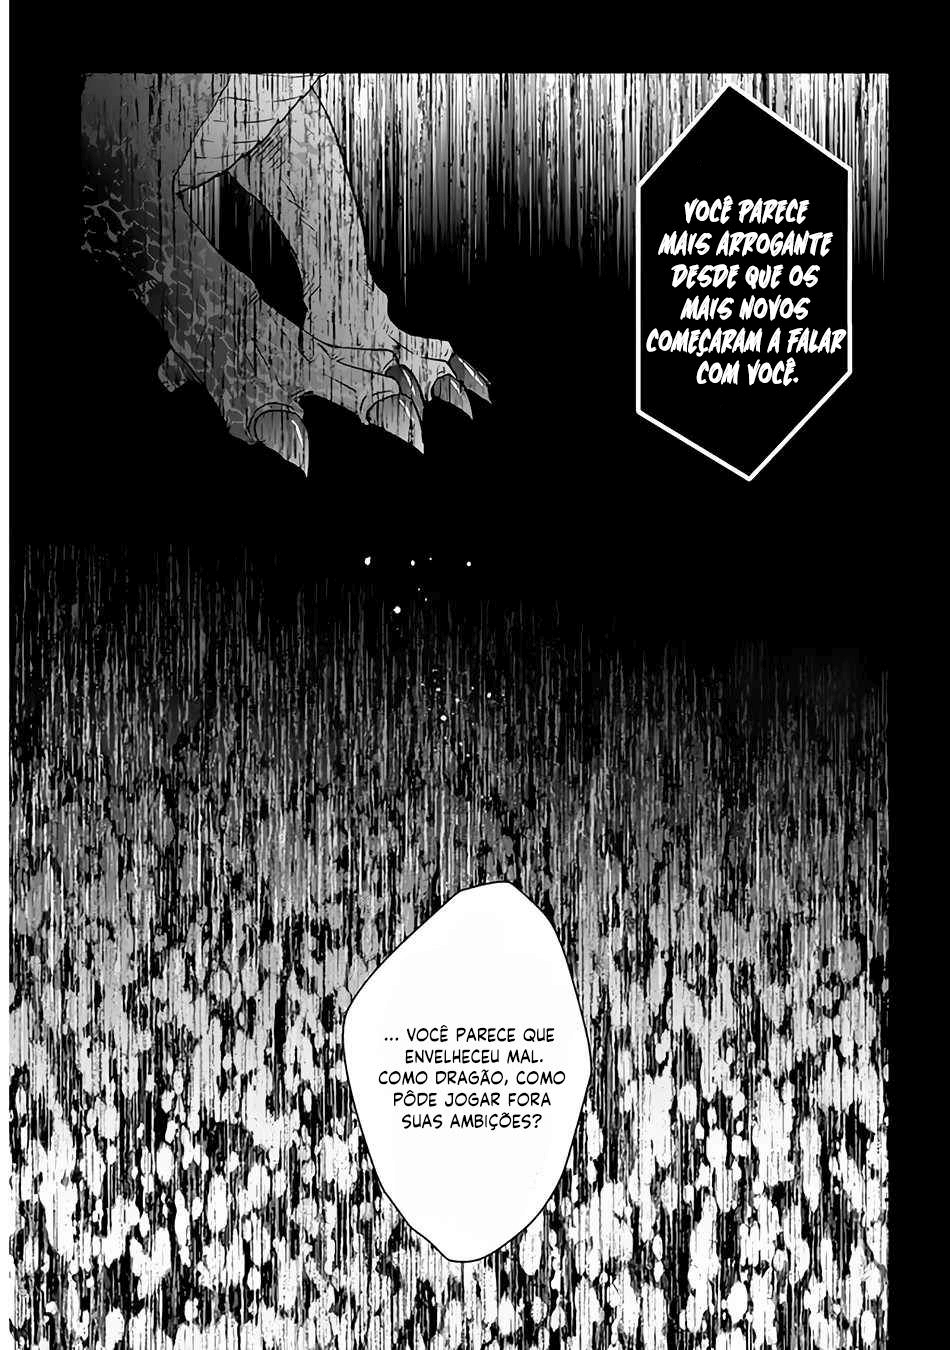 VOCÊ PARECE
MAIS ARROGANTE
DESDE QUE OS
MAIS NOVOS
COMEÇARAM A FALAR
COM VOCÊ.
... VOCÊ PARECE QUE
ENVELHECEU MAL.
COMO DRAGÃO, COMO
PÔDE JOGAR FORA
SUAS AMBIÇÕES?